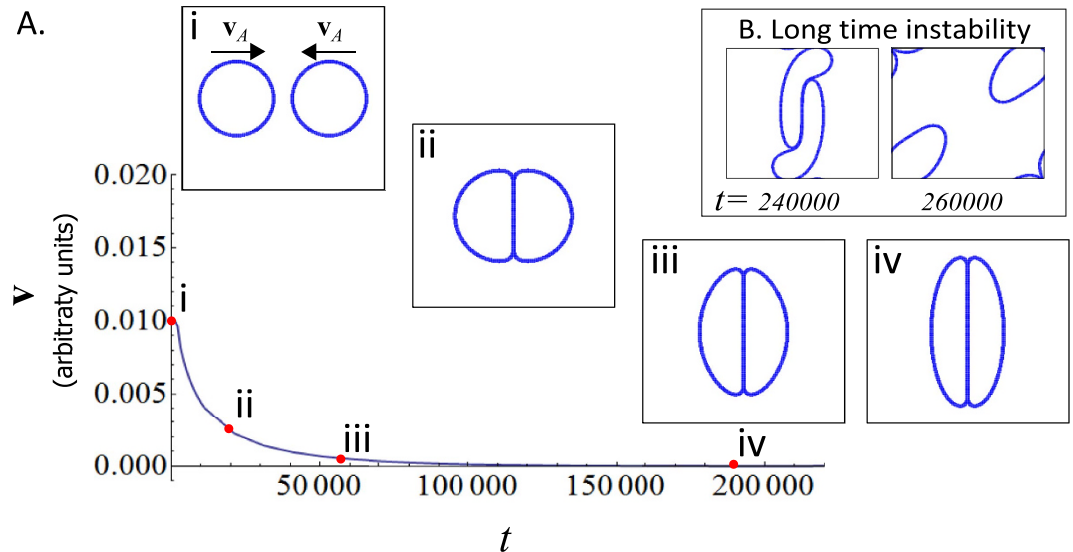 A.
i
v_A v_A
B. Long time instability
t= 240000 260000
ii
iii
iv
v
(arbitraty units)
0.020
0.015
0.010
0.005
0.000
i
ii
iii
iv
50 000 100 000 150 000 200 000
t